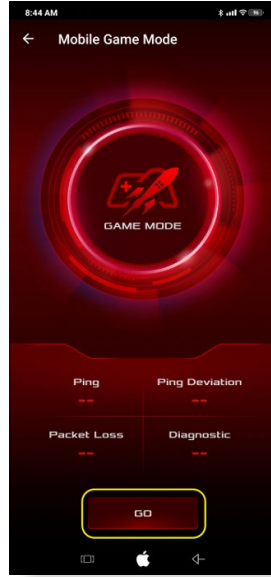 8:44 AM
Mobile Game Mode
GAME MODE
Ping
Ping Deviation
--
--
Packet Loss
Diagnostic
--
--
GO